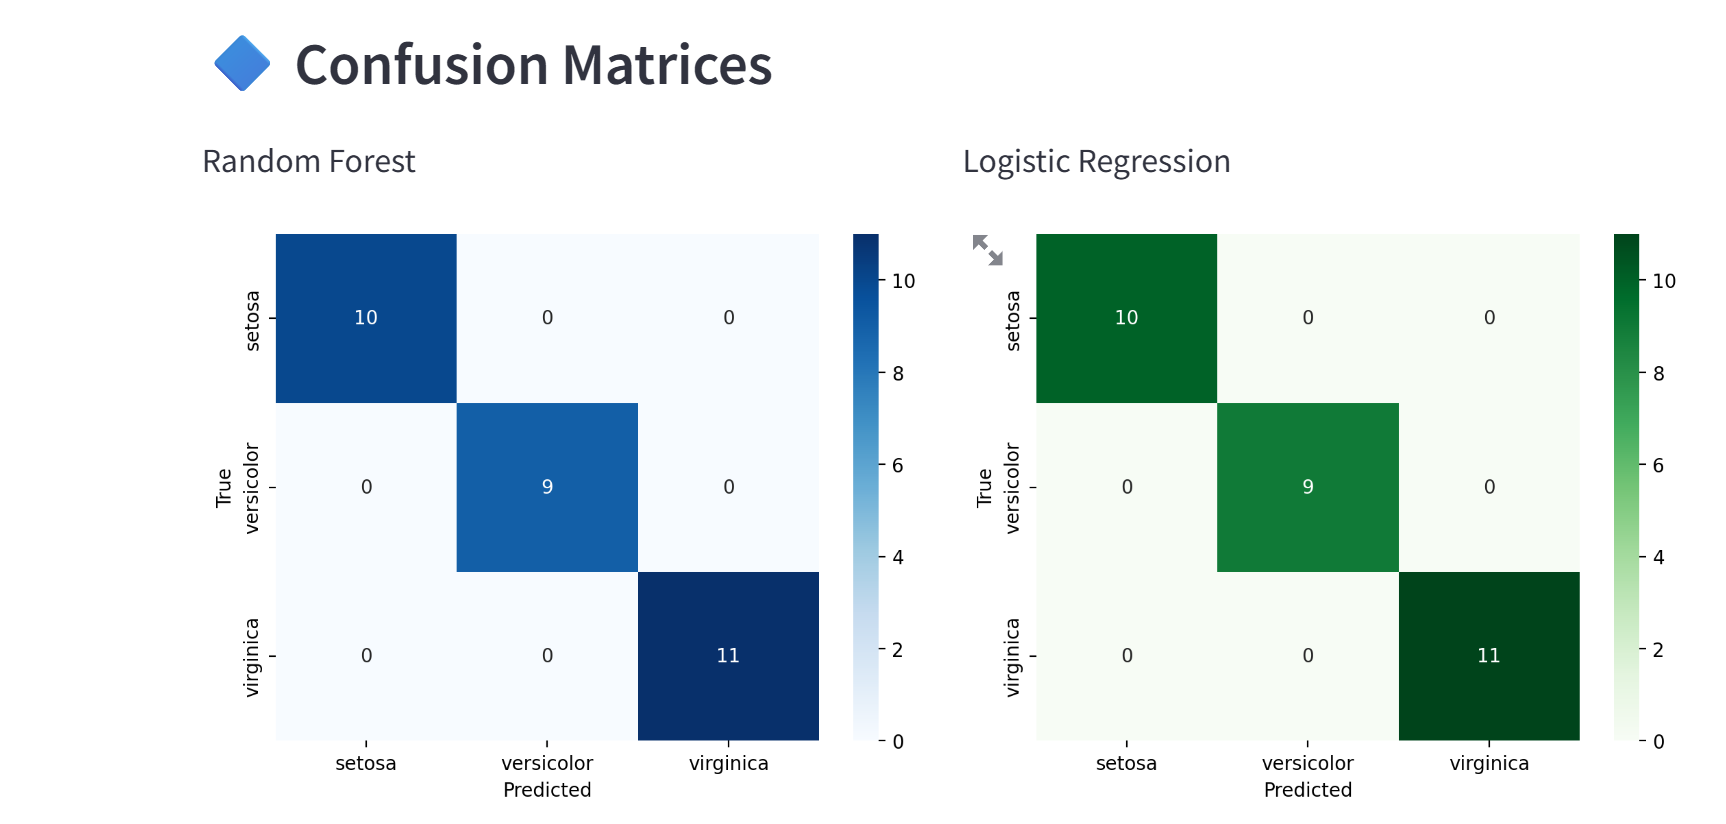 Confusion Matrices
Random Forest
setosa
versicolor
virginica
True
10 0 0
0 9 0
0 0 11
setosa versicolor virginica
Predicted
10
8
6
4
2
0
Logistic Regression
setosa
versicolor
virginica
True
10 0 0
0 9 0
0 0 11
setosa versicolor virginica
Predicted
10
8
6
4
2
0